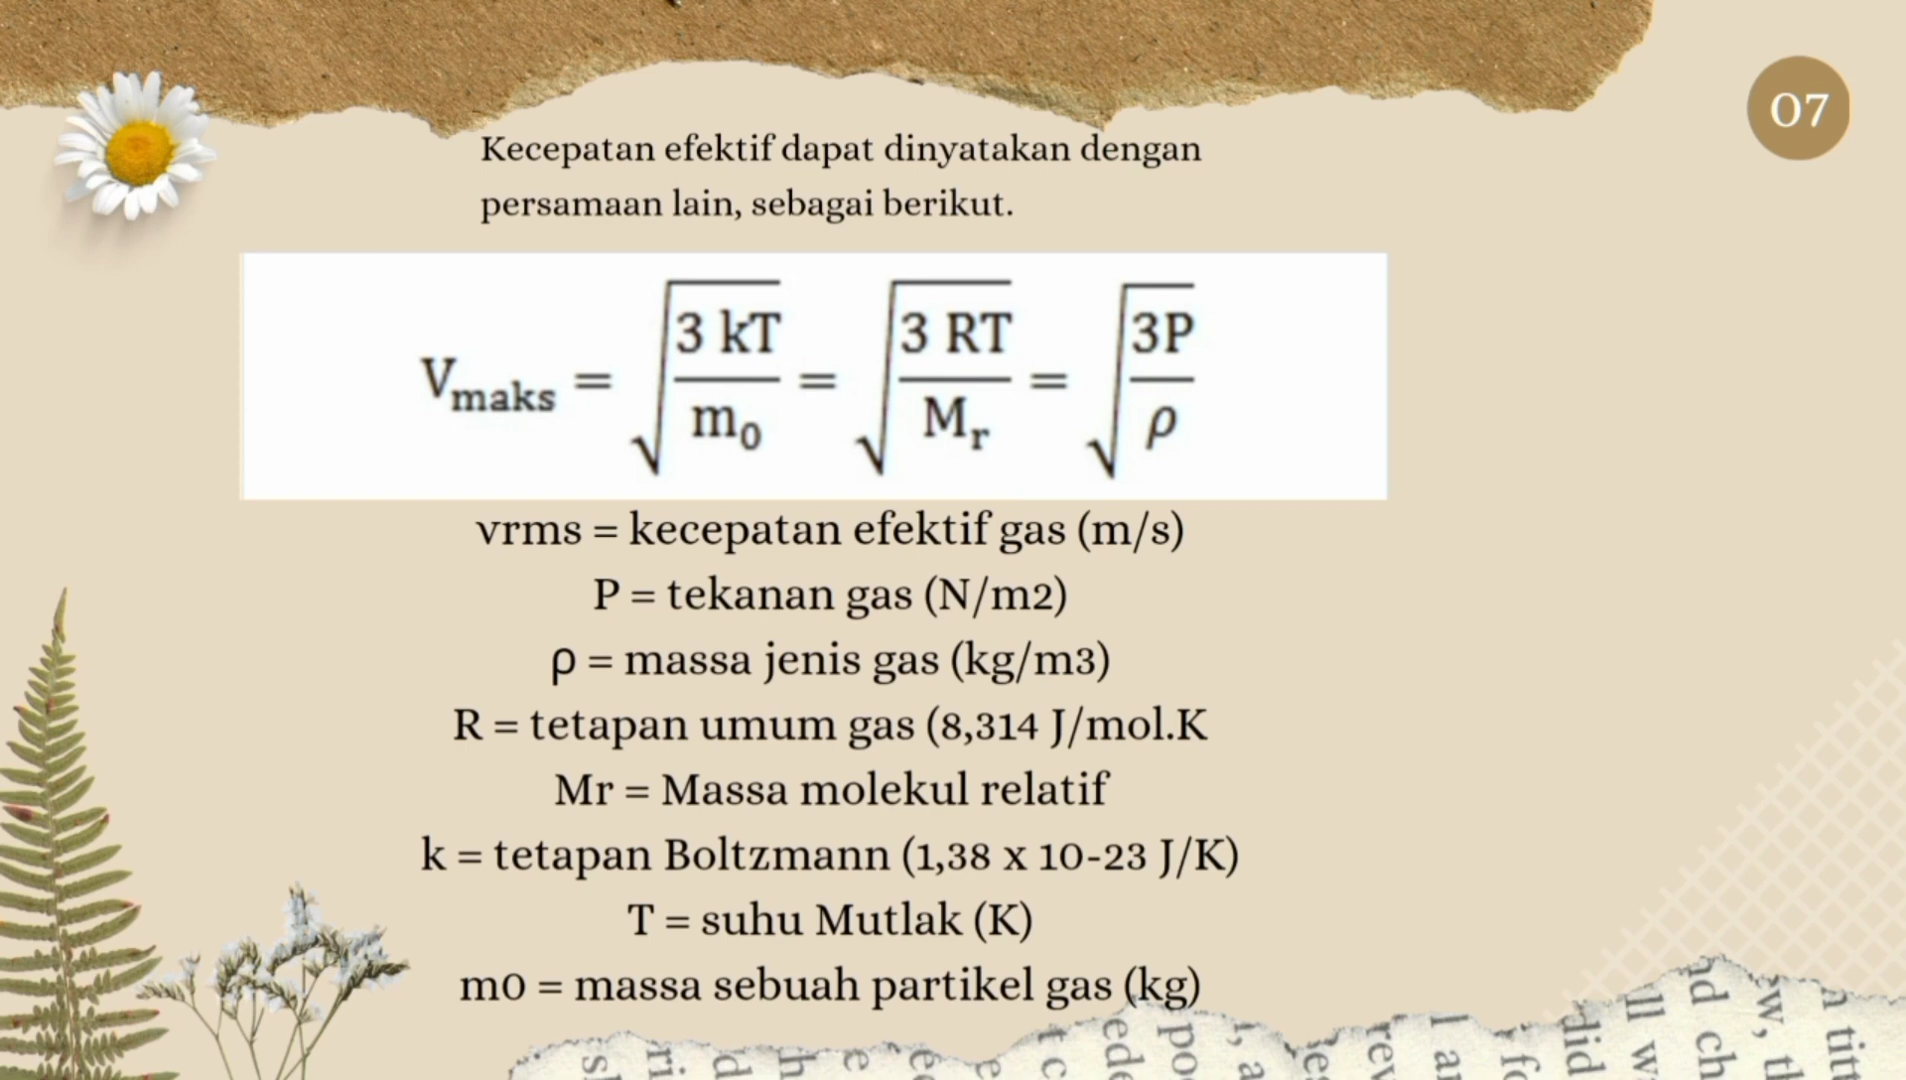 07
Kecepatan efektif dapat dinyatakan dengan
persamaan lain, sebagai berikut.
V_maks = √(3 kT / m₀) = √(3 RT / M_r) = √(3P / ρ)
vrms = kecepatan efektif gas (m/s)
P = tekanan gas (N/m2)
ρ = massa jenis gas (kg/m3)
R = tetapan umum gas (8,314 J/mol.K
Mr = Massa molekul relatif
k = tetapan Boltzmann (1,38 x 10-23 J/K)
T = suhu Mutlak (K)
m0 = massa sebuah partikel gas (kg)